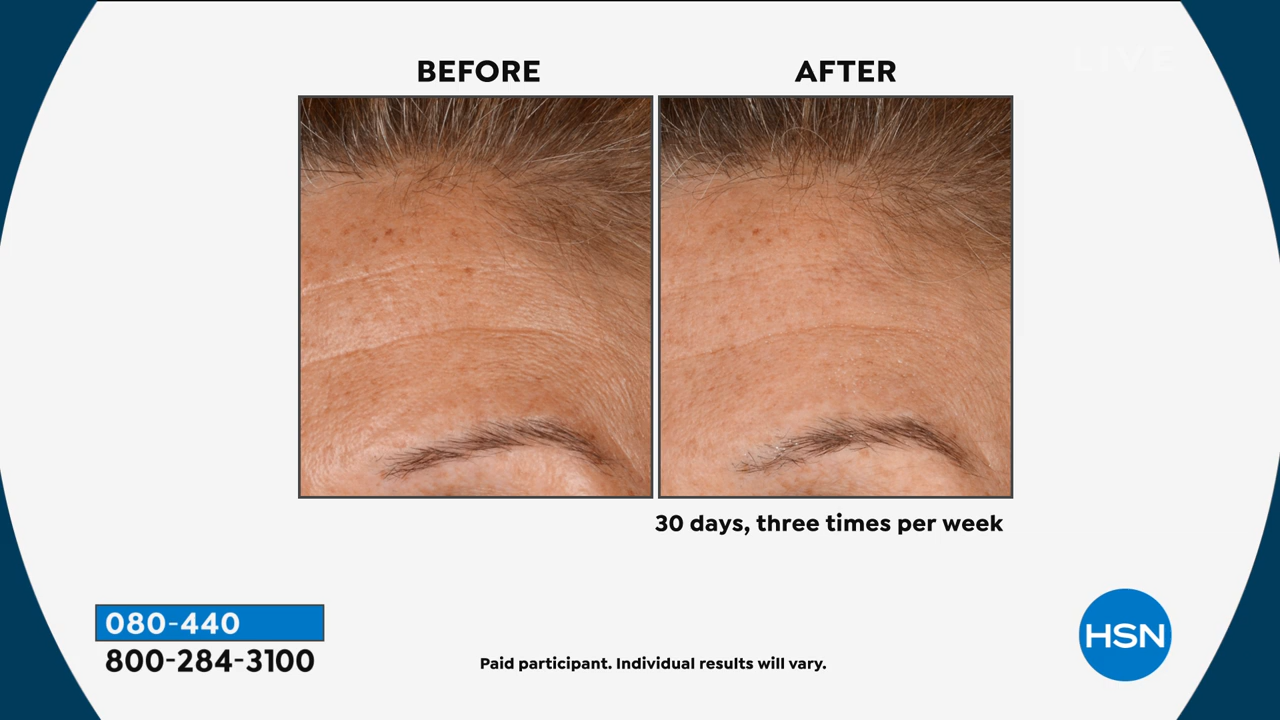 LIVE
BEFORE
AFTER
30 days, three times per week
080-440
800-284-3100
Paid participant. Individual results will vary.
HSN